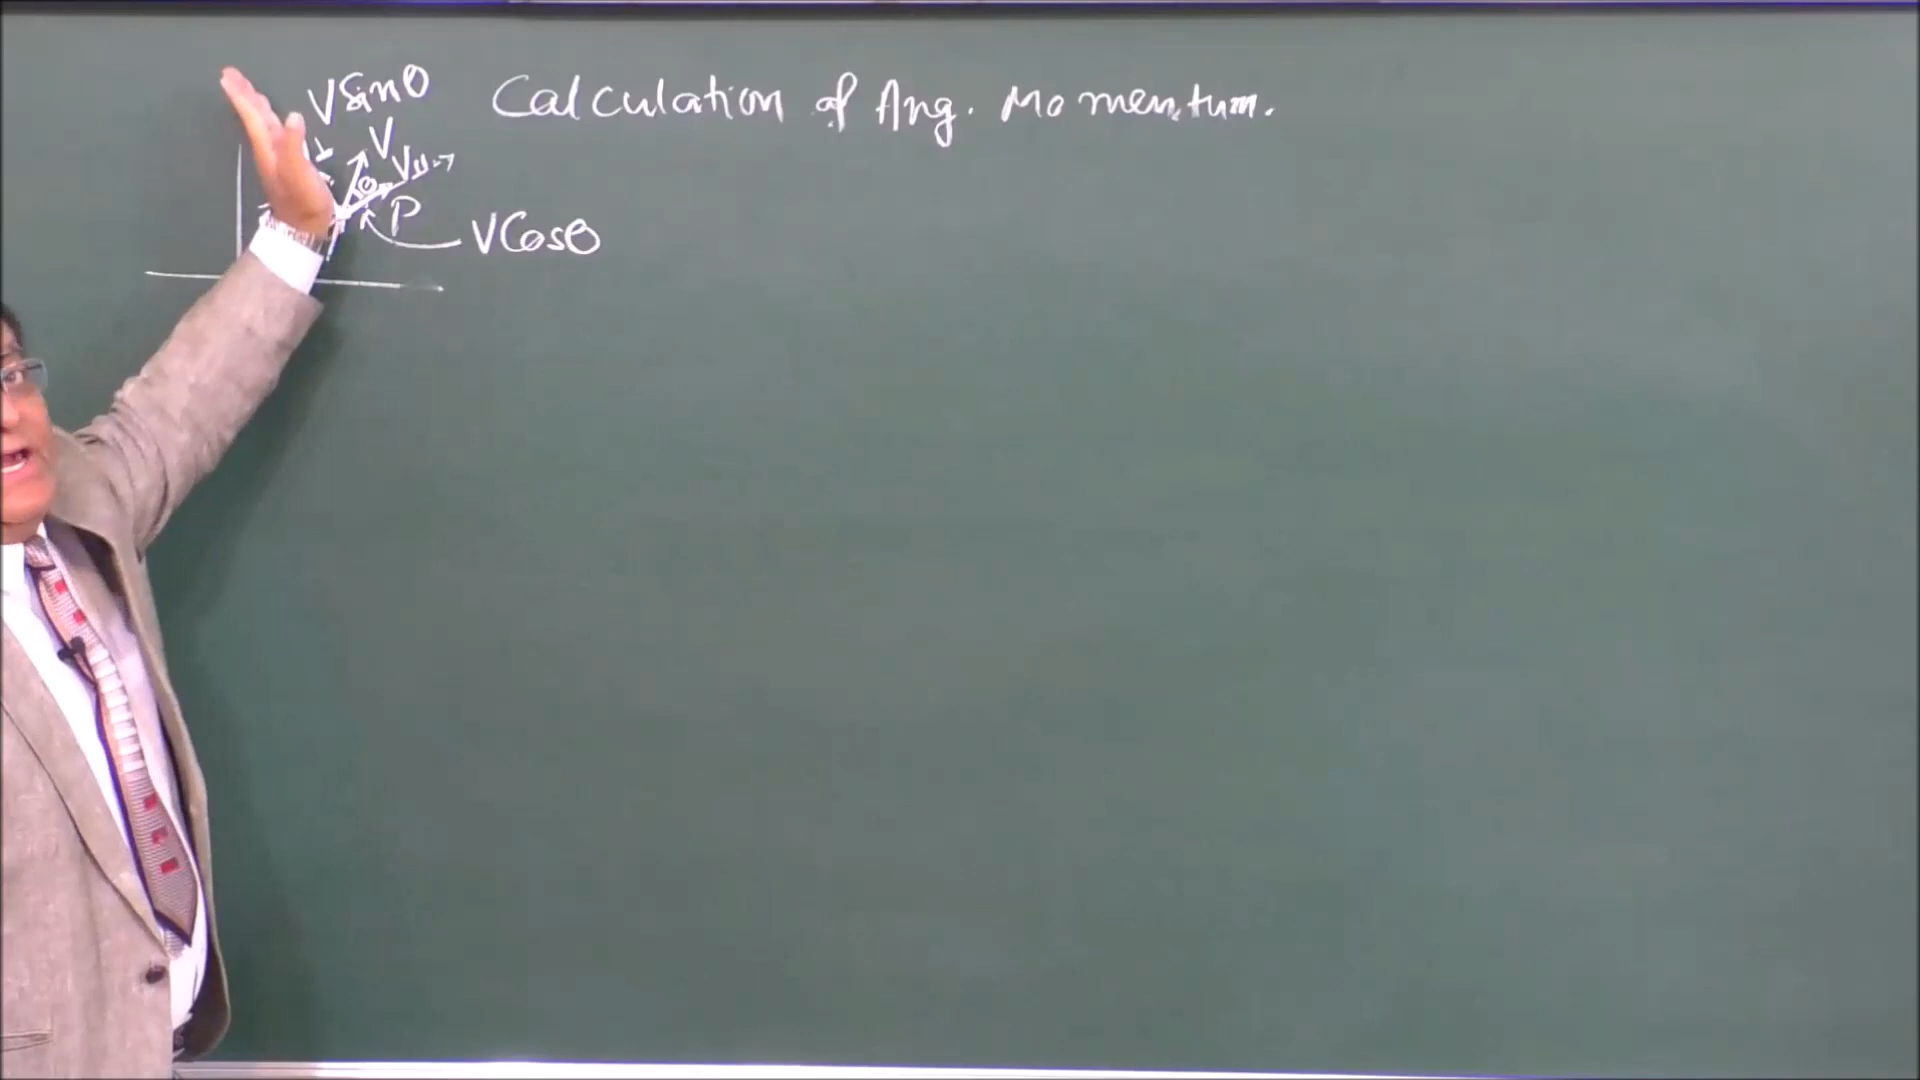 VSinθ
Calculation of Ang. Momentum.
V
V॥
θ
P
VCosθ